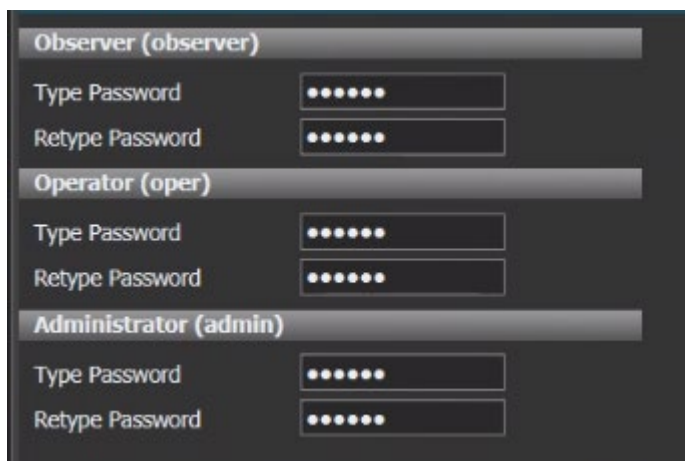 Observer (observer)
Type Password ●●●●●●
Retype Password ●●●●●●
Operator (oper)
Type Password ●●●●●●
Retype Password ●●●●●●
Administrator (admin)
Type Password ●●●●●●
Retype Password ●●●●●●